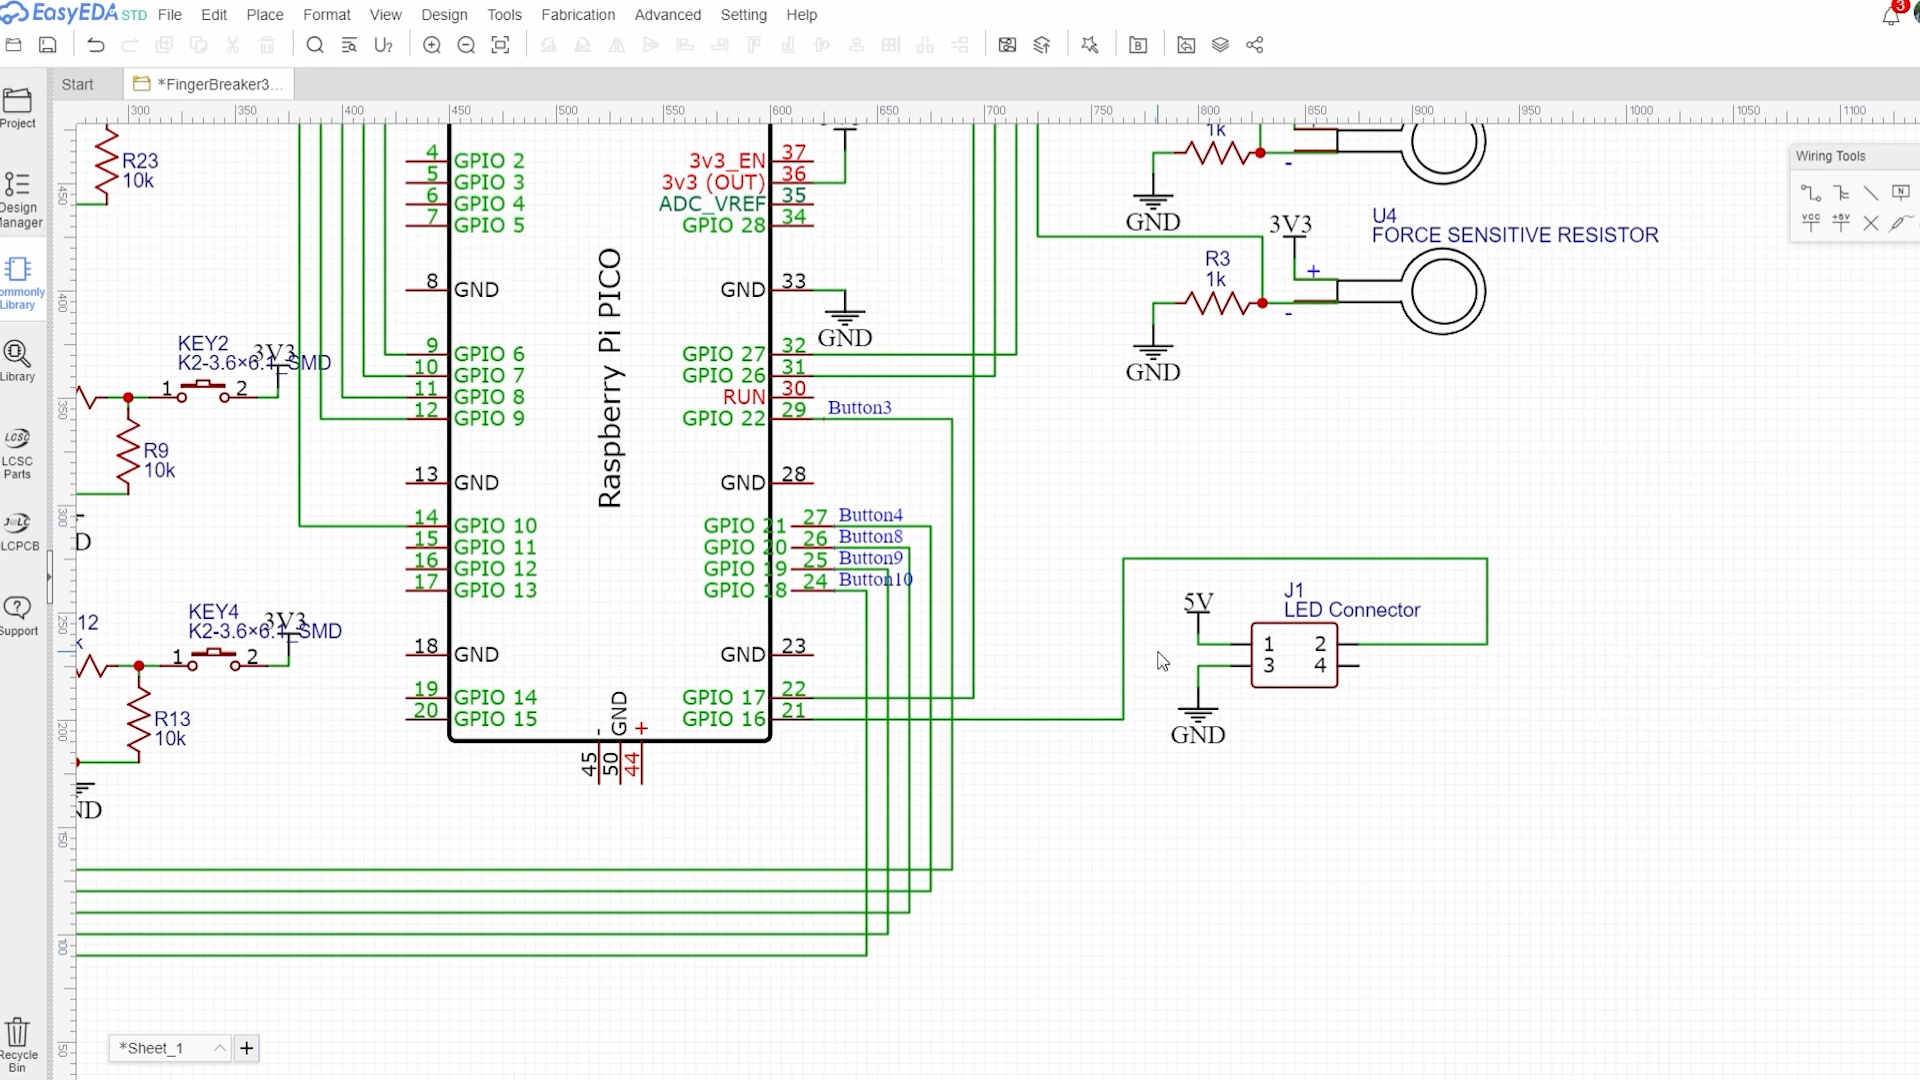 EasyEDA STD File Edit Place Format View Design Tools Fabrication Advanced Setting Help 3
Start *FingerBreaker3...
300 350 400 450 500 550 600 650 700 750 800 850 900 950 1000 1050 1100
Project
Design
Manager
ommonly
Library
Library
LCSC
LCSC
Parts
JLC
LCPCB
Support
Recycle
Bin
450
400
350
300
250
200
150
100
50
R23
10k
KEY2
K2-3.6×6.1_SMD
3V3
1 2
R9
10k
D
12
KEY4
K2-3.6×6.1_SMD
3V3
1 2
R13
10k
ND
4 GPIO 2
5 GPIO 3
6 GPIO 4
7 GPIO 5
8 GND
9 GPIO 6
10 GPIO 7
11 GPIO 8
12 GPIO 9
13 GND
14 GPIO 10
15 GPIO 11
16 GPIO 12
17 GPIO 13
18 GND
19 GPIO 14
20 GPIO 15
Raspberry Pi PICO
3v3_EN 37
3v3 (OUT) 36
ADC_VREF 35
GPIO 28 34
GND 33
GND
GPIO 27 32
GPIO 26 31
RUN 30
GPIO 22 29 Button3
GND 28
GPIO 21 27 Button4
GPIO 20 26 Button8
GPIO 19 25 Button9
GPIO 18 24 Button10
GND 23
GPIO 17 22
GPIO 16 21
- GND +
45 50 44
1k
-
GND
3V3
U4
FORCE SENSITIVE RESISTOR
R3
1k
+
-
GND
5V
J1
LED Connector
1 2
3 4
GND
Wiring Tools
N
VCC +5V
*Sheet_1 +